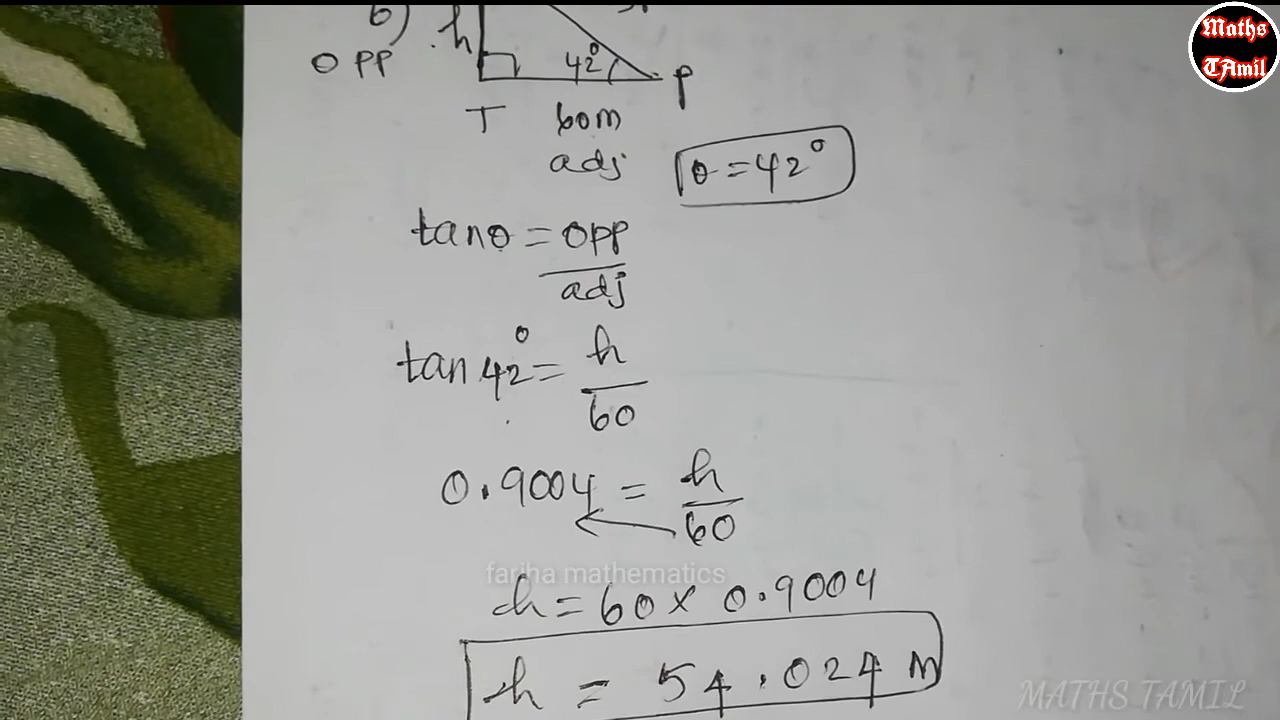 b)
h
OPP
42°
P
T 60m
adj
θ = 42°
tanθ = opp
adj
tan 42° = h
60
0.9004 = h
60
fariha mathematics
h = 60 × 0.9004
h = 54.024 m
Maths
TAmil
MATHS TAMIL